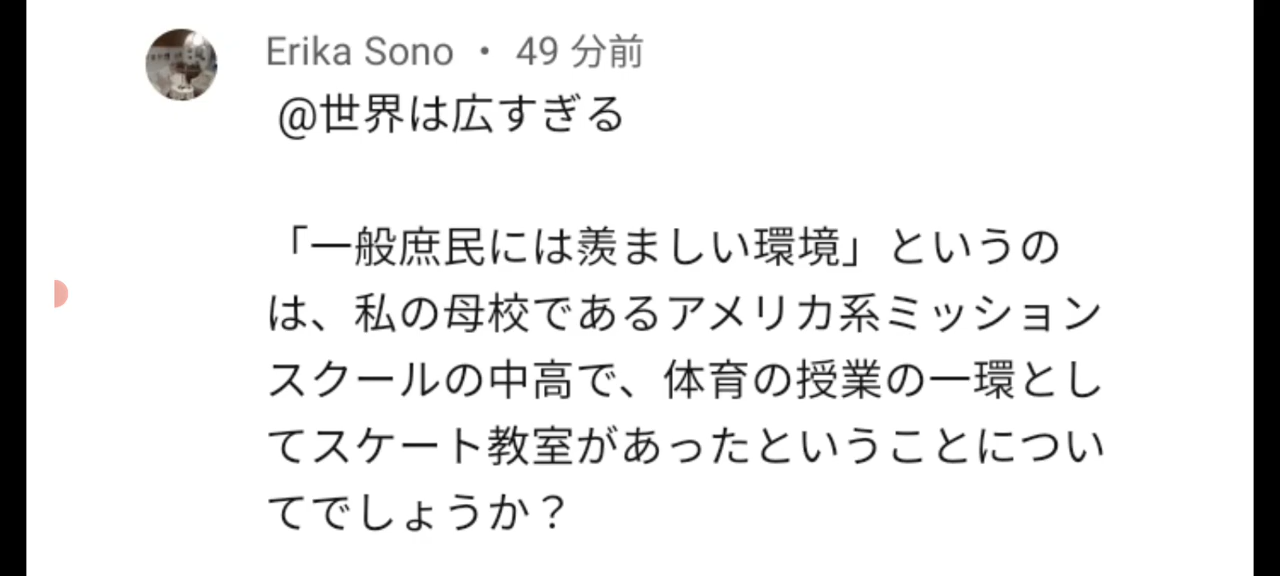 Erika Sono ・ 49 分前
@世界は広すぎる
「一般庶民には羨ましい環境」というの
は、私の母校であるアメリカ系ミッション
スクールの中高で、体育の授業の一環とし
てスケート教室があったということについ
てでしょうか？